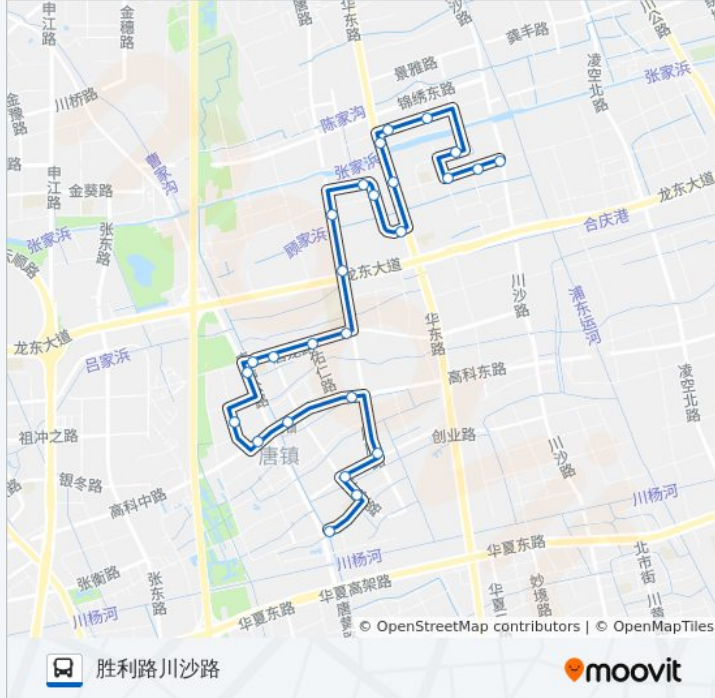 申江路
金穗路
华东路
龚丰路
川公路
张家浜
凌空北路
景雅路
锦绣东路
陈家沟
川桥路
金豫路
曹家沟
张家浜
金葵路
申江路
张东路
张家浜
顾家浜
龙东大道
合庆港
龙东大道
川沙路
浦东运河
华东路
龙东大道
吕家浜
佑仁路
高科东路
凌空北路
祖冲之路
创业路
唐镇
川沙路
银冬路
高科中路
川杨河
川杨河
华夏东路
北市街
张衡路
张东路
华夏高架路
妙境路
川杨河
华夏东路
© OpenStreetMap contributors | © OpenMapTiles
胜利路川沙路
moovit